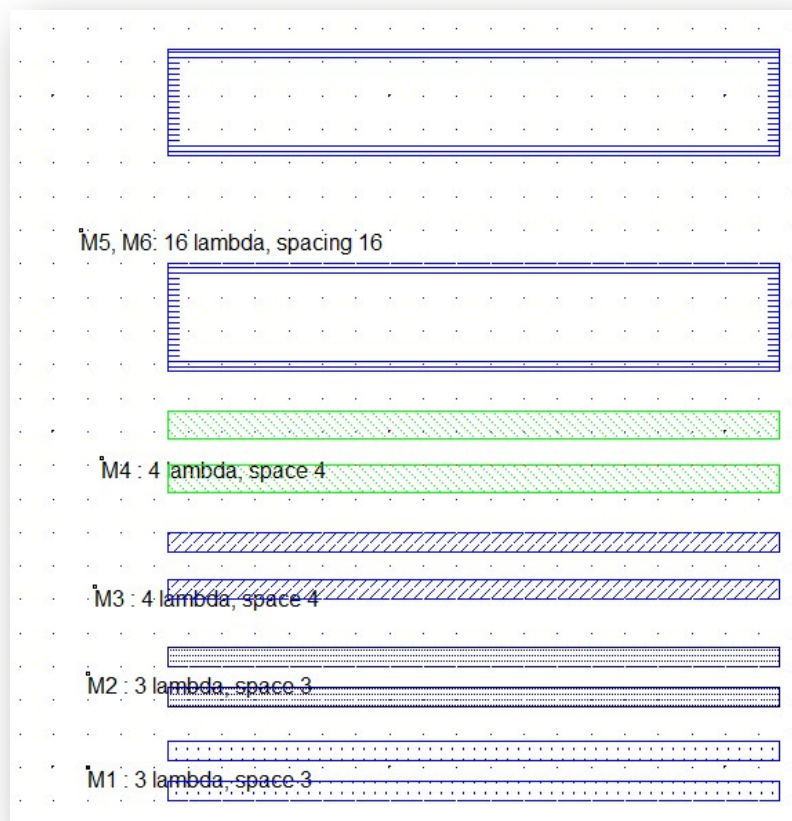 M5, M6: 16 lambda, spacing 16
M4 : 4 lambda, space 4
M3 : 4 lambda, space 4
M2 : 3 lambda, space 3
M1 : 3 lambda, space 3